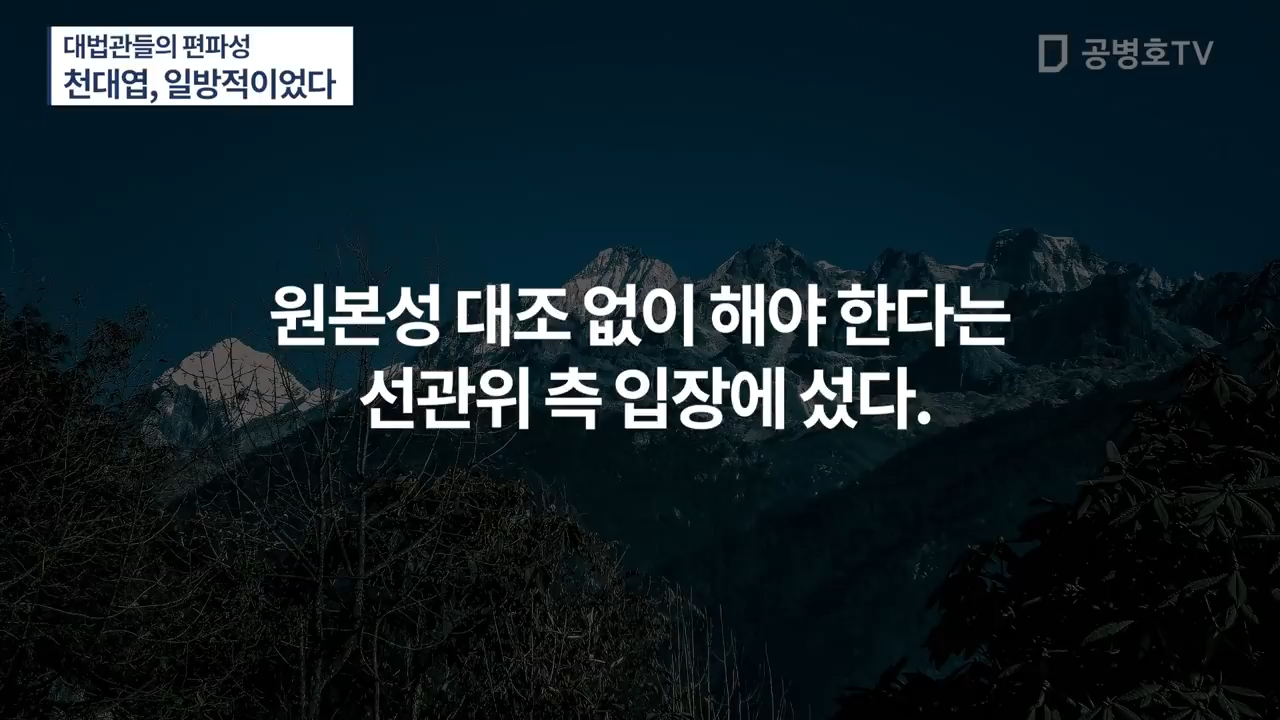 대법관들의 편파성
천대엽, 일방적이었다
공병호TV
원본성 대조 없이 해야 한다는
선관위 측 입장에 섰다.